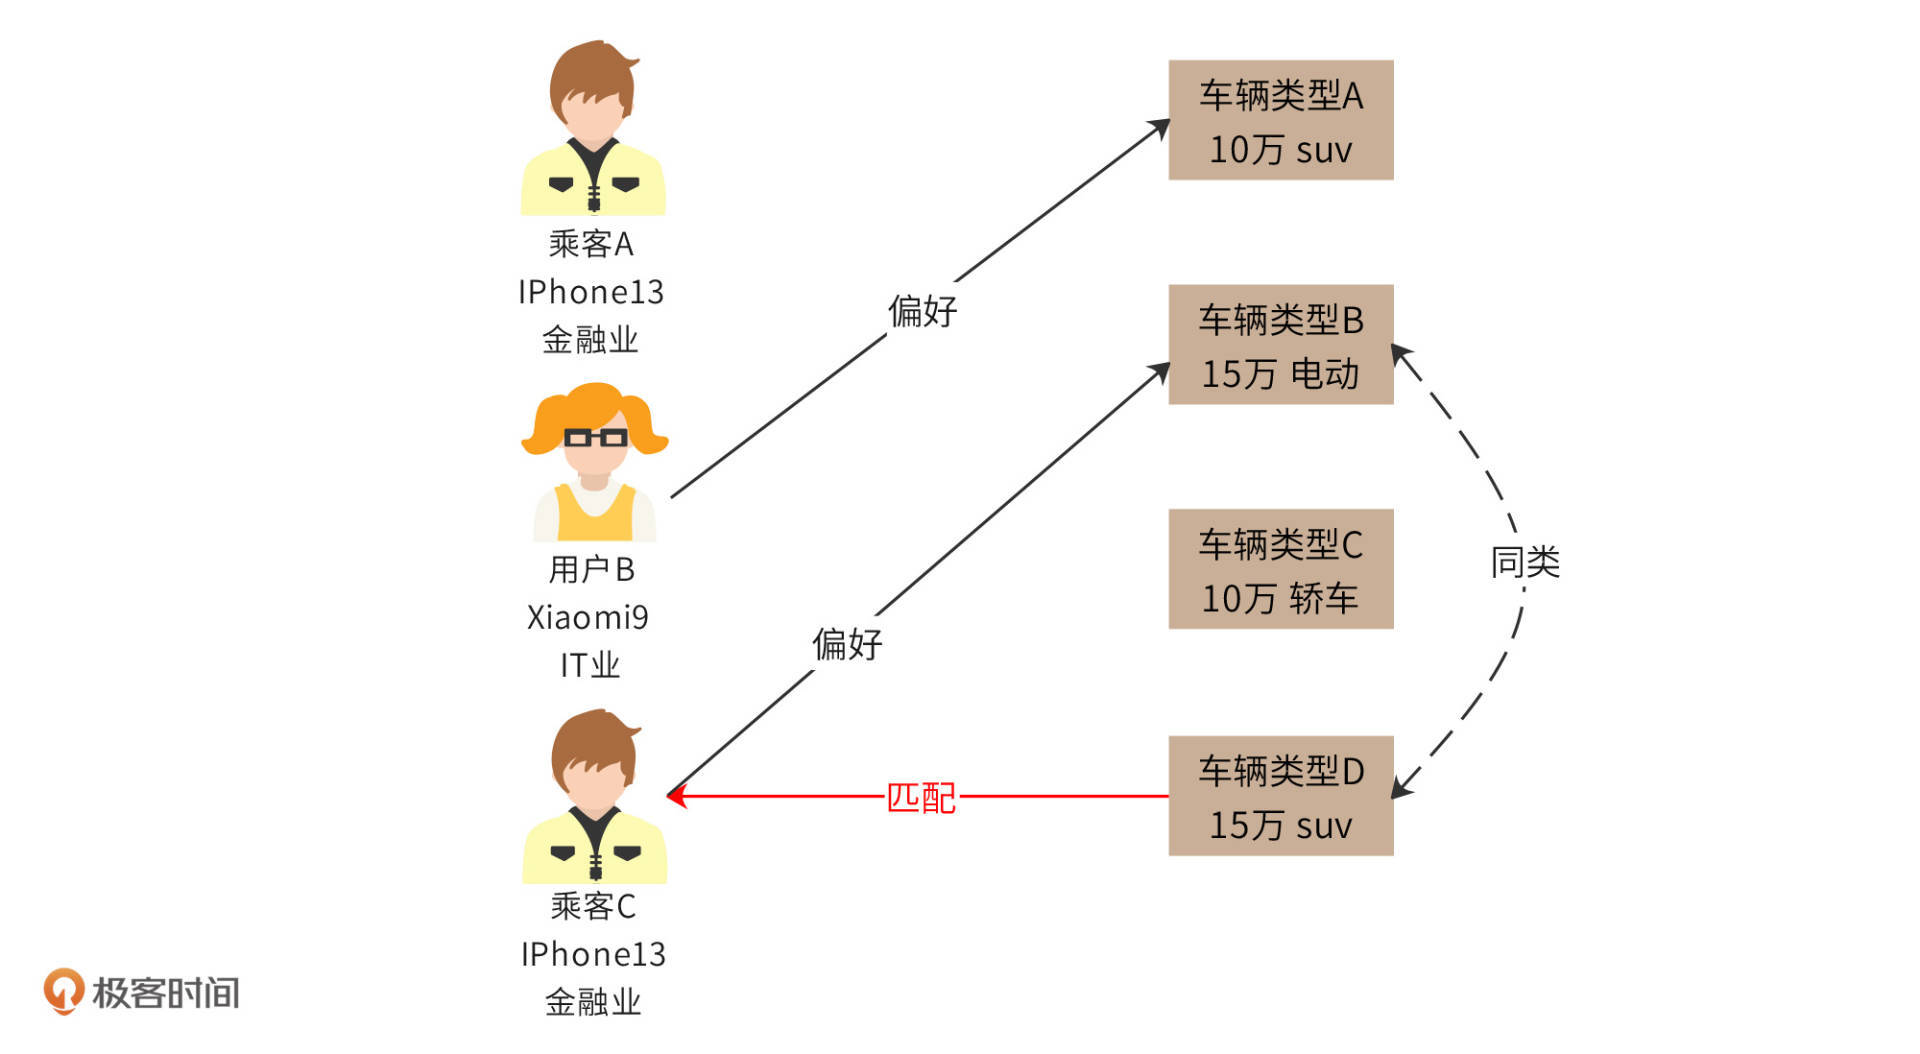 乘客A
IPhone13
金融业
用户B
Xiaomi9
IT业
乘客C
IPhone13
金融业
偏好
偏好
匹配
车辆类型A
10万 suv
车辆类型B
15万 电动
车辆类型C
10万 轿车
车辆类型D
15万 suv
同类
极客时间